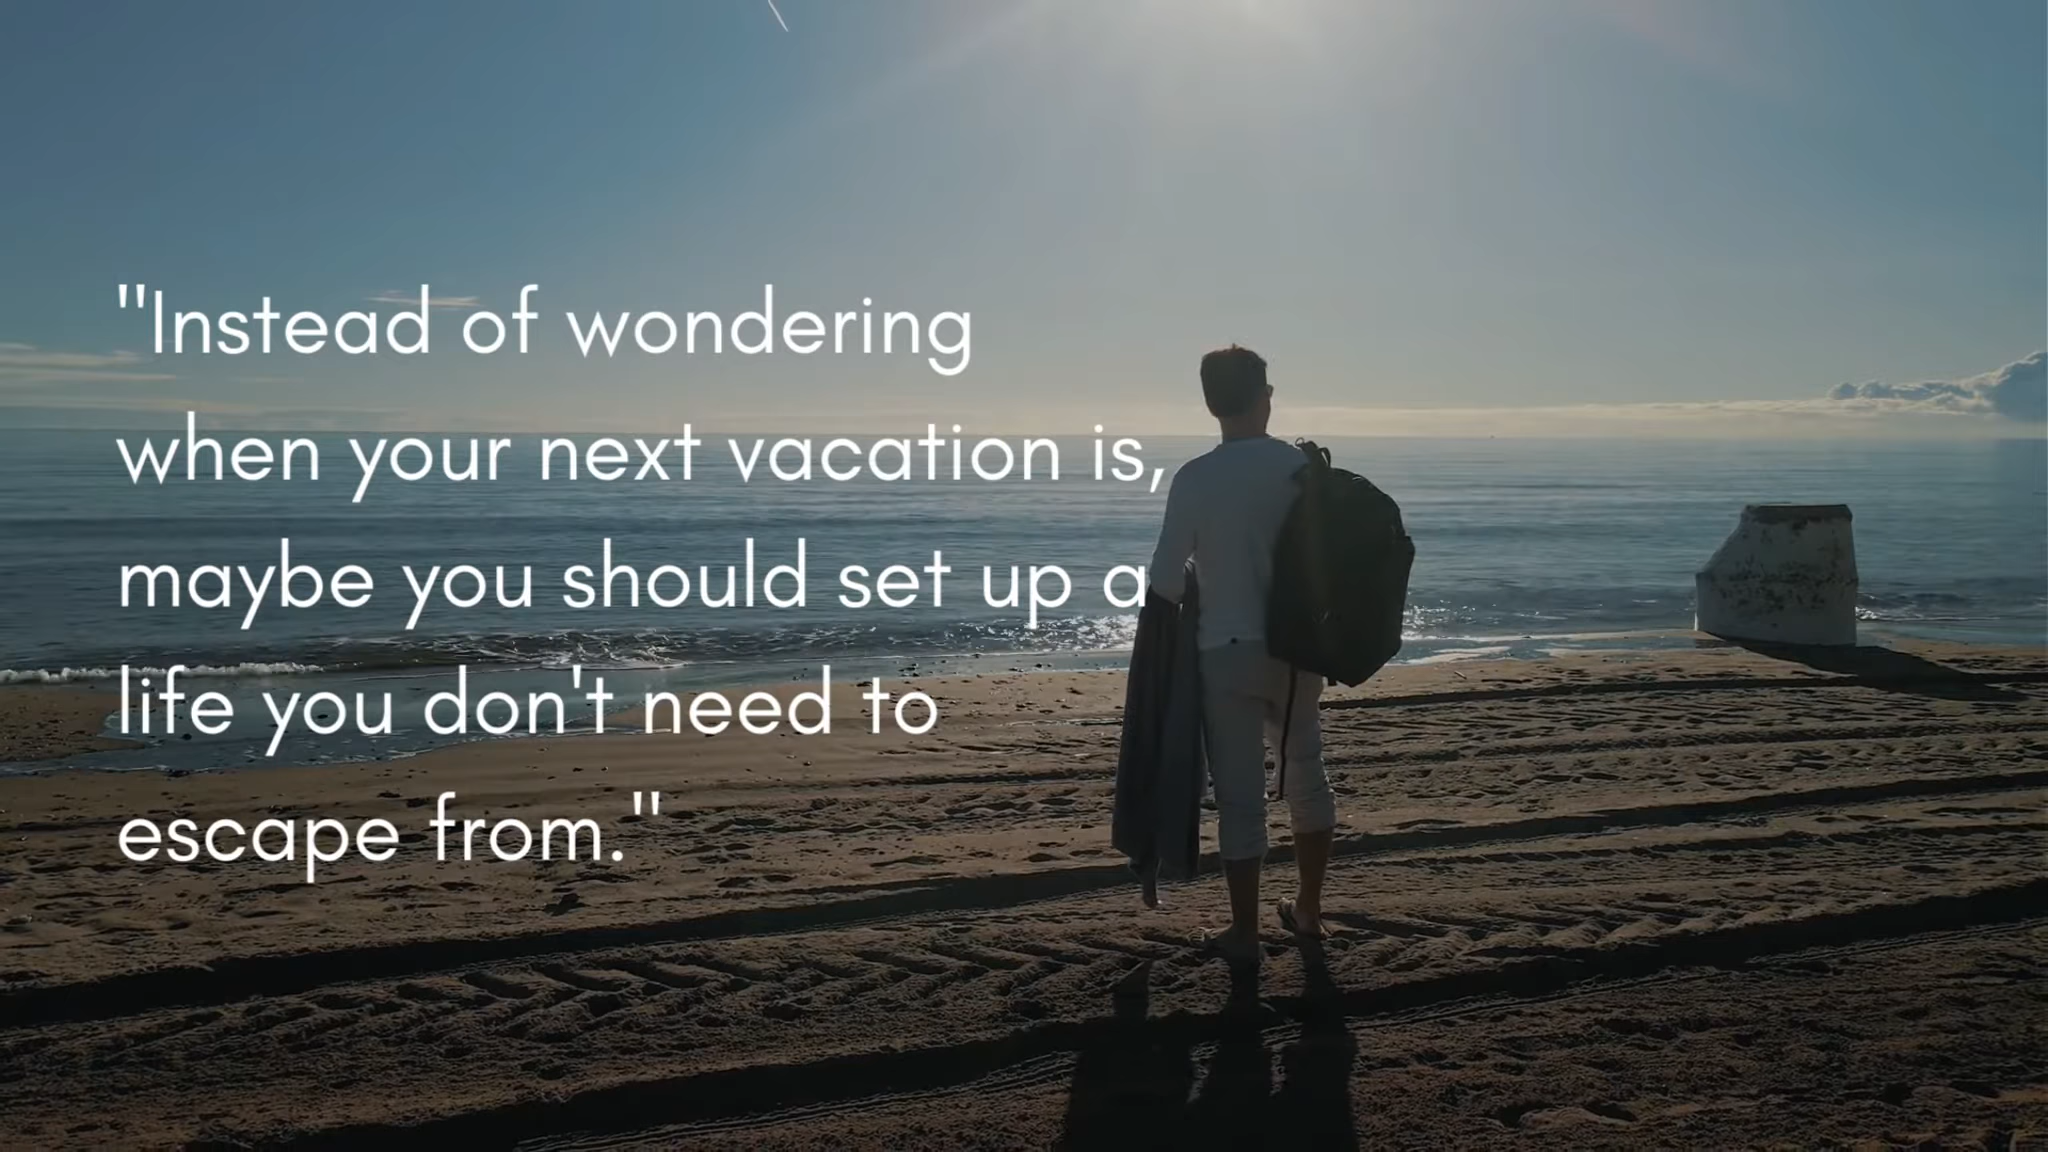 "Instead of wondering
when your next vacation is,
maybe you should set up a
life you don't need to
escape from."